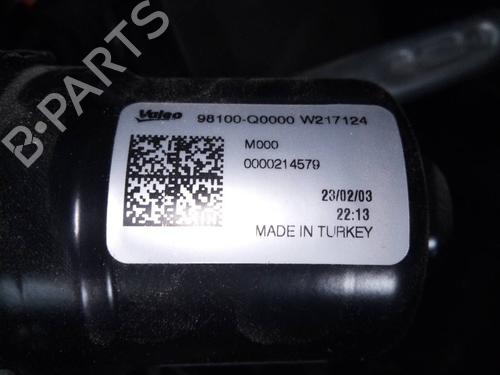 Valeo 98100-Q0000 W217124
M000
0000214579
23/02/03
22:13
MADE IN TURKEY
B-PARTS